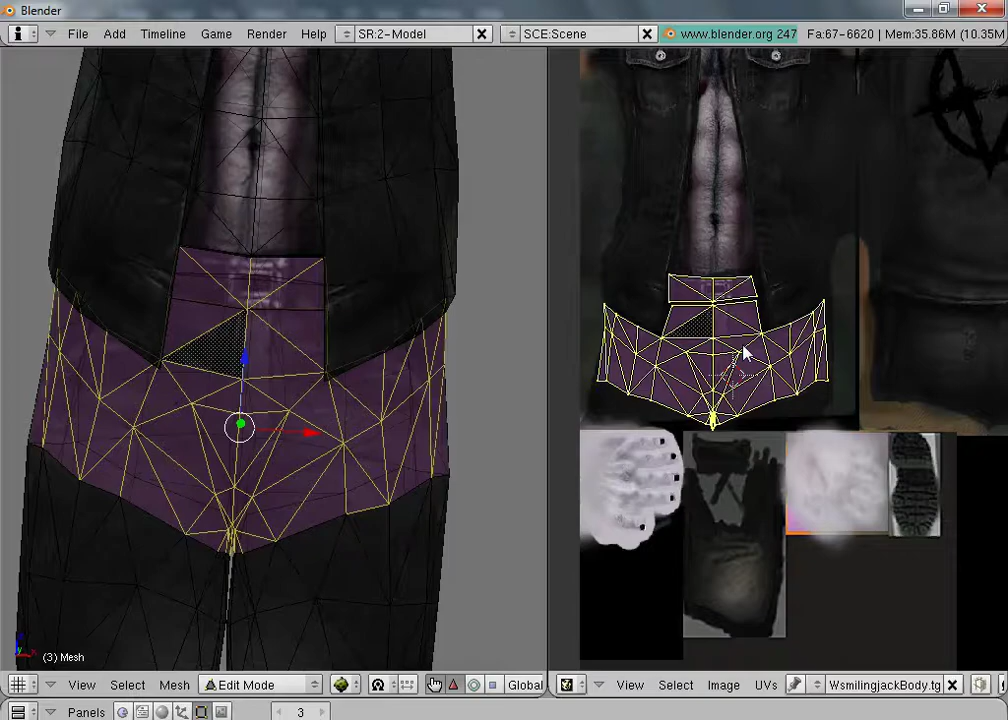 Blender
File Add Timeline Game Render Help SR:2-Model SCE:Scene www.blender.org 247 Fa:67-6620 | Mem:35.86M (10.35M
(3) Mesh
View Select Mesh Edit Mode Global View Select Image UVs WsmilingjackBody.tg
Panels 3